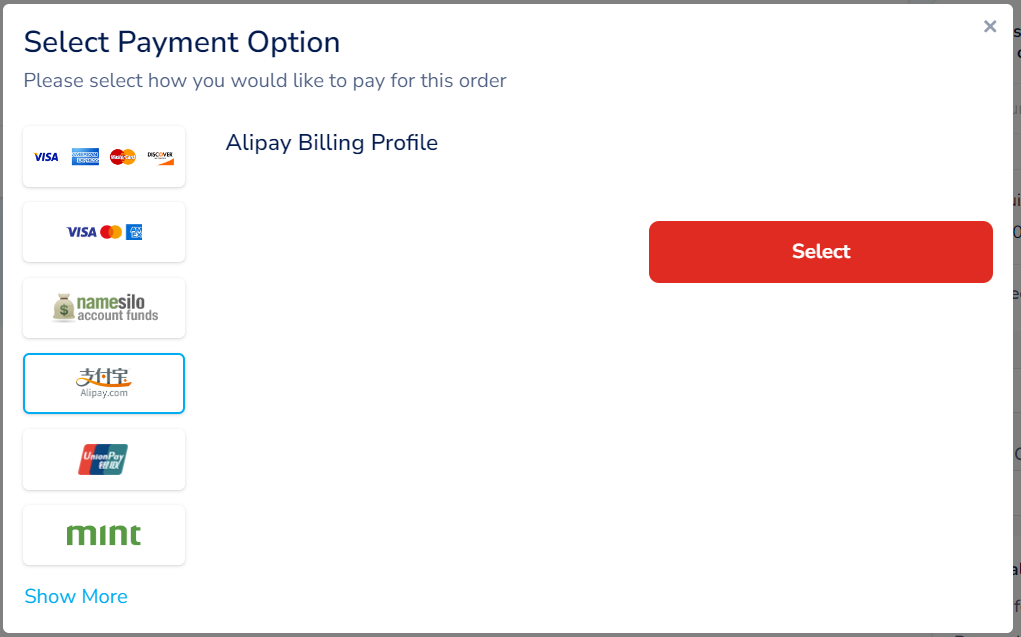 Select Payment Option
Please select how you would like to pay for this order
Alipay Billing Profile
VISA AMERICAN EXPRESS MasterCard DISCOVER
Select
VISA AM EX
namesilo
account funds
支付宝
Alipay.com
UnionPay
银联
mint
Show More